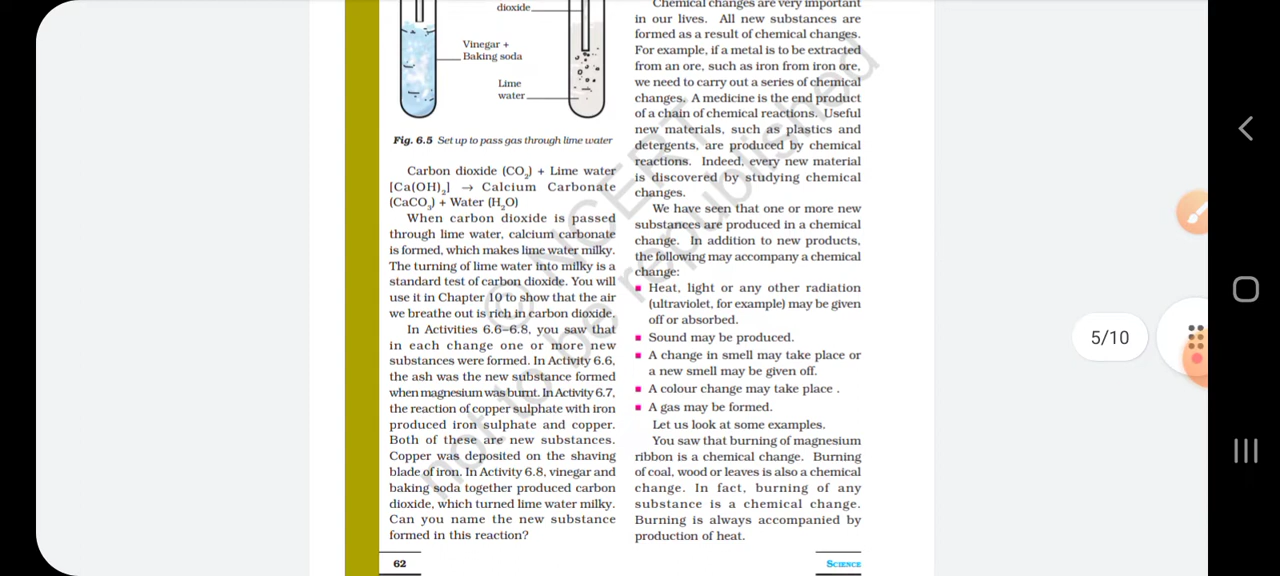 dioxide
Vinegar +
Baking soda
Lime
water
Fig. 6.5 Set up to pass gas through lime water
Carbon dioxide (CO₂) + Lime water
[Ca(OH)₂] → Calcium Carbonate
(CaCO₃) + Water (H₂O)
When carbon dioxide is passed
through lime water, calcium carbonate
is formed, which makes lime water milky.
The turning of lime water into milky is a
standard test of carbon dioxide. You will
use it in Chapter 10 to show that the air
we breathe out is rich in carbon dioxide.
In Activities 6.6–6.8, you saw that
in each change one or more new
substances were formed. In Activity 6.6,
the ash was the new substance formed
when magnesium was burnt. In Activity 6.7,
the reaction of copper sulphate with iron
produced iron sulphate and copper.
Both of these are new substances.
Copper was deposited on the shaving
blade of iron. In Activity 6.8, vinegar and
baking soda together produced carbon
dioxide, which turned lime water milky.
Can you name the new substance
formed in this reaction?
62
Chemical changes are very important
in our lives. All new substances are
formed as a result of chemical changes.
For example, if a metal is to be extracted
from an ore, such as iron from iron ore,
we need to carry out a series of chemical
changes. A medicine is the end product
of a chain of chemical reactions. Useful
new materials, such as plastics and
detergents, are produced by chemical
reactions. Indeed, every new material
is discovered by studying chemical
changes.
We have seen that one or more new
substances are produced in a chemical
change. In addition to new products,
the following may accompany a chemical
change:
■ Heat, light or any other radiation
(ultraviolet, for example) may be given
off or absorbed.
■ Sound may be produced.
■ A change in smell may take place or
a new smell may be given off.
■ A colour change may take place .
■ A gas may be formed.
Let us look at some examples.
You saw that burning of magnesium
ribbon is a chemical change. Burning
of coal, wood or leaves is also a chemical
change. In fact, burning of any
substance is a chemical change.
Burning is always accompanied by
production of heat.
SCIENCE
© NCERT
not to be republished
5/10